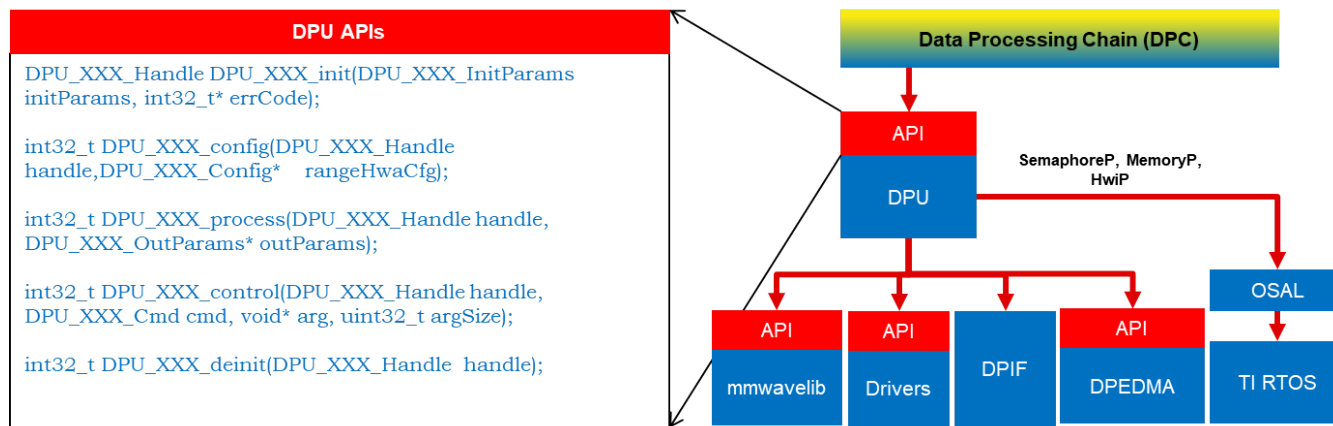 DPU APIs
DPU_XXX_Handle DPU_XXX_init(DPU_XXX_InitParams
initParams, int32_t* errCode);
int32_t DPU_XXX_config(DPU_XXX_Handle
handle,DPU_XXX_Config* rangeHwaCfg);
int32_t DPU_XXX_process(DPU_XXX_Handle handle,
DPU_XXX_OutParams* outParams);
int32_t DPU_XXX_control(DPU_XXX_Handle handle,
DPU_XXX_Cmd cmd, void* arg, uint32_t argSize);
int32_t DPU_XXX_deinit(DPU_XXX_Handle handle);
Data Processing Chain (DPC)
API
DPU
SemaphoreP, MemoryP,
HwiP
API
mmwavelib
API
Drivers
DPIF
API
DPEDMA
OSAL
TI RTOS